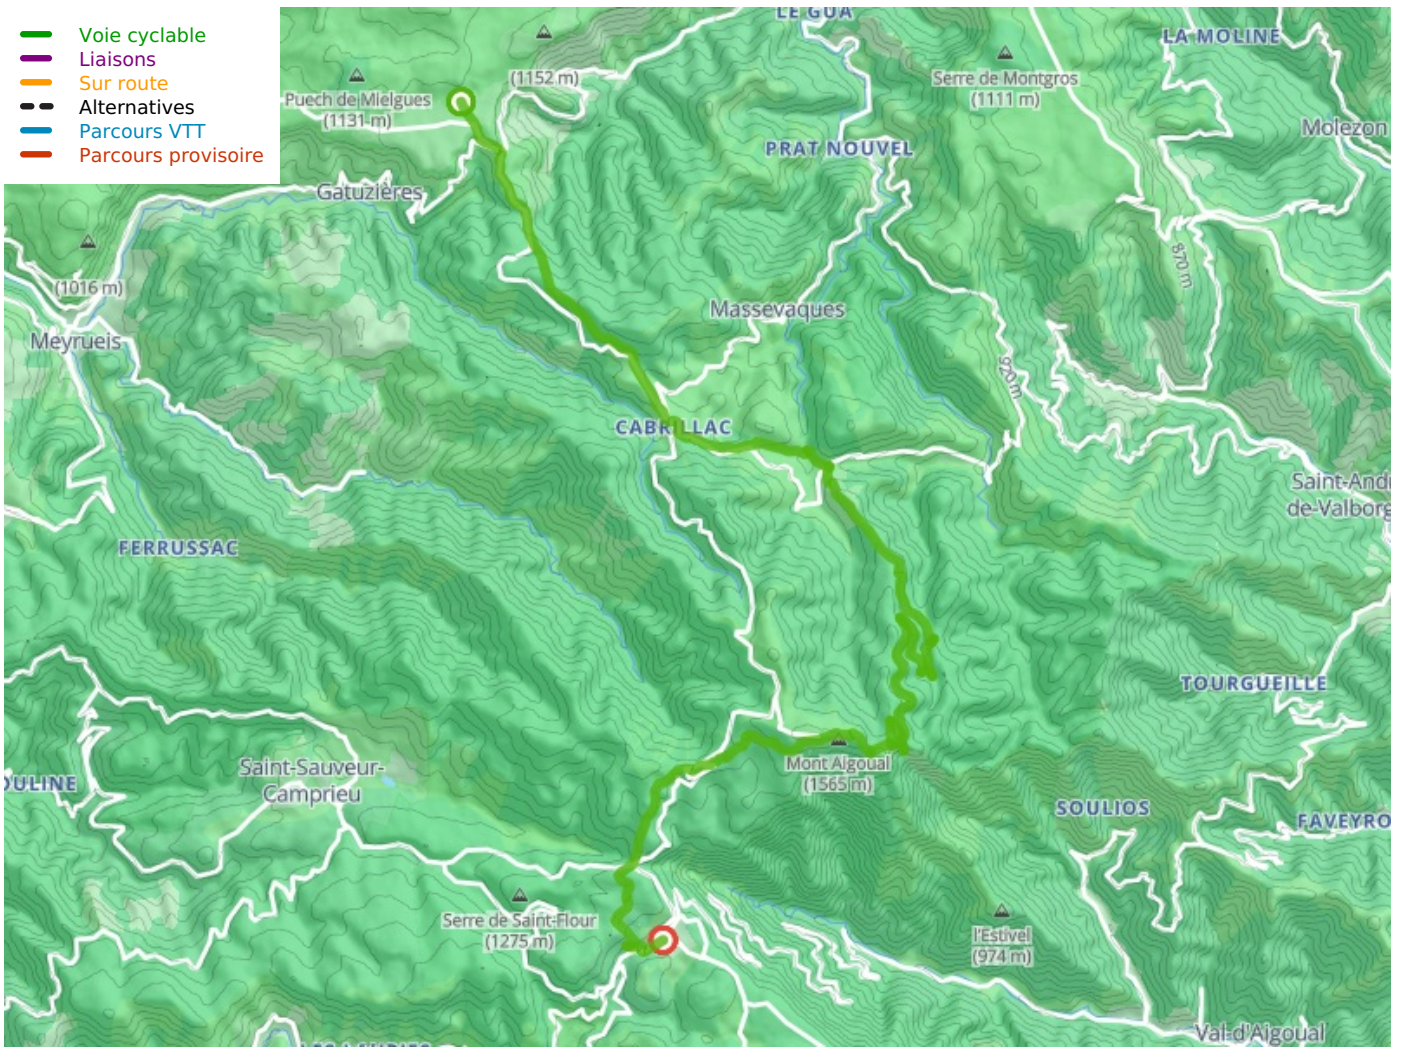 Voie cyclable
Liaisons
Sur route
Alternatives
Parcours VTT
Parcours provisoire
LE GUA
LA MOLINE
(1152 m)
Serre de Montgros
(1111 m)
Puech de Mielgues
(1131 m)
Molezon
PRAT NOUVEL
Gatuzières
870 m
(1016 m)
Massevaques
Meyrueis
920 m
CABRILLAC
Saint-And
de-Valborg
FERRUSSAC
TOURGUEILLE
Mont Aigoual
(1565 m)
Saint-Sauveur-
Camprieu
OULINE
SOULIOS
FAVEYRO
Serre de Saint-Flour
(1275 m)
l'Estivel
(974 m)
Val-d'Aigoual